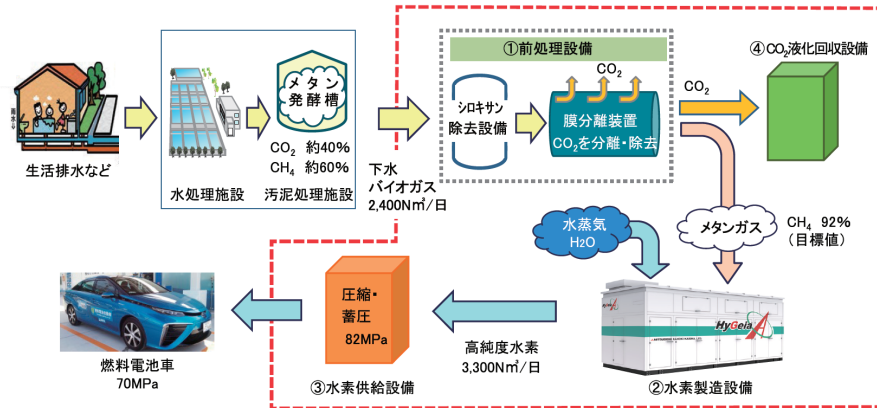 ①前処理設備
④CO₂液化回収設備
CO₂
CO₂
メタン
発酵槽
シロキサン
除去設備
膜分離装置
CO₂を分離・除去
CO₂ 約40%
CH₄ 約60%
生活排水など
水処理施設
汚泥処理施設
下水
バイオガス
2,400N㎥/日
水蒸気
H₂O
メタンガス
CH₄ 92%
(目標値)
圧縮・
蓄圧
82MPa
HyGeia
A
高純度水素
3,300N㎥/日
燃料電池車
70MPa
③水素供給設備
②水素製造設備